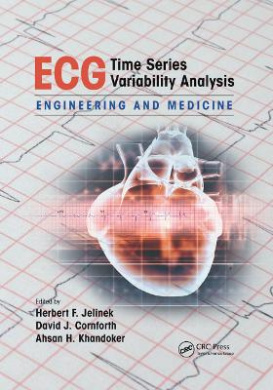 ECG Time Series
Variability Analysis
ENGINEERING AND MEDICINE
Edited by
Herbert F. Jelinek
David J. Cornforth
Ahsan H. Khandoker
CRC Press